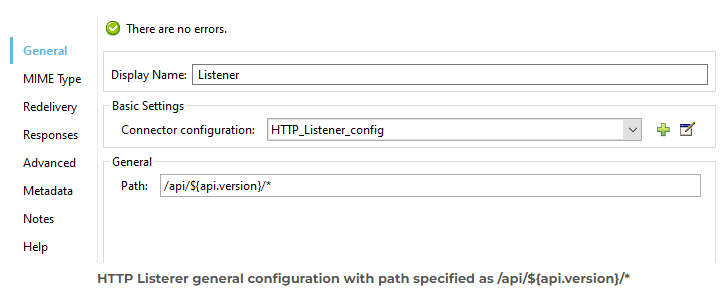 There are no errors.
General
MIME Type
Redelivery
Responses
Advanced
Metadata
Notes
Help
Display Name: Listener
Basic Settings
Connector configuration: HTTP_Listener_config
General
Path: /api/${api.version}/*
HTTP Listerer general configuration with path specified as /api/${api.version}/*